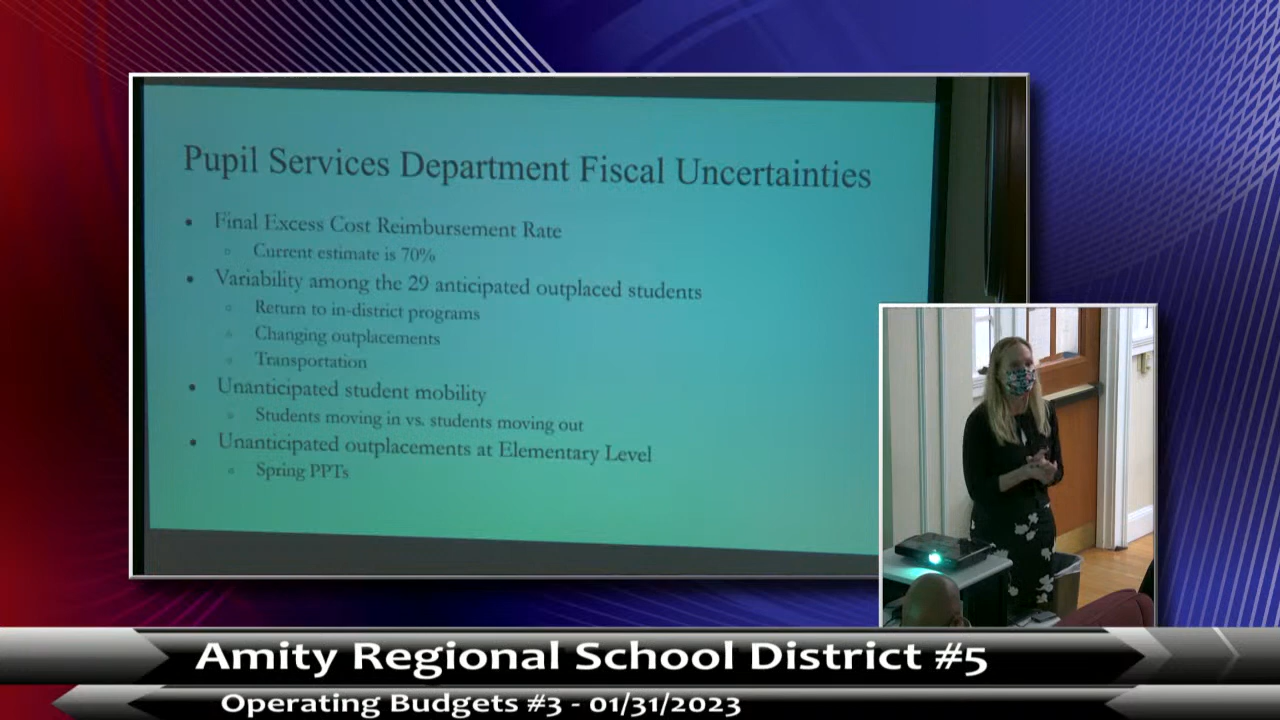 Pupil Services Department Fiscal Uncertainties
• Final Excess Cost Reimbursement Rate
○ Current estimate is 70%
• Variability among the 29 anticipated outplaced students
○ Return to in-district programs
○ Changing outplacements
○ Transportation
• Unanticipated student mobility
○ Students moving in vs. students moving out
• Unanticipated outplacements at Elementary Level
○ Spring PPTs
Amity Regional School District #5
Operating Budgets #3 - 01/31/2023